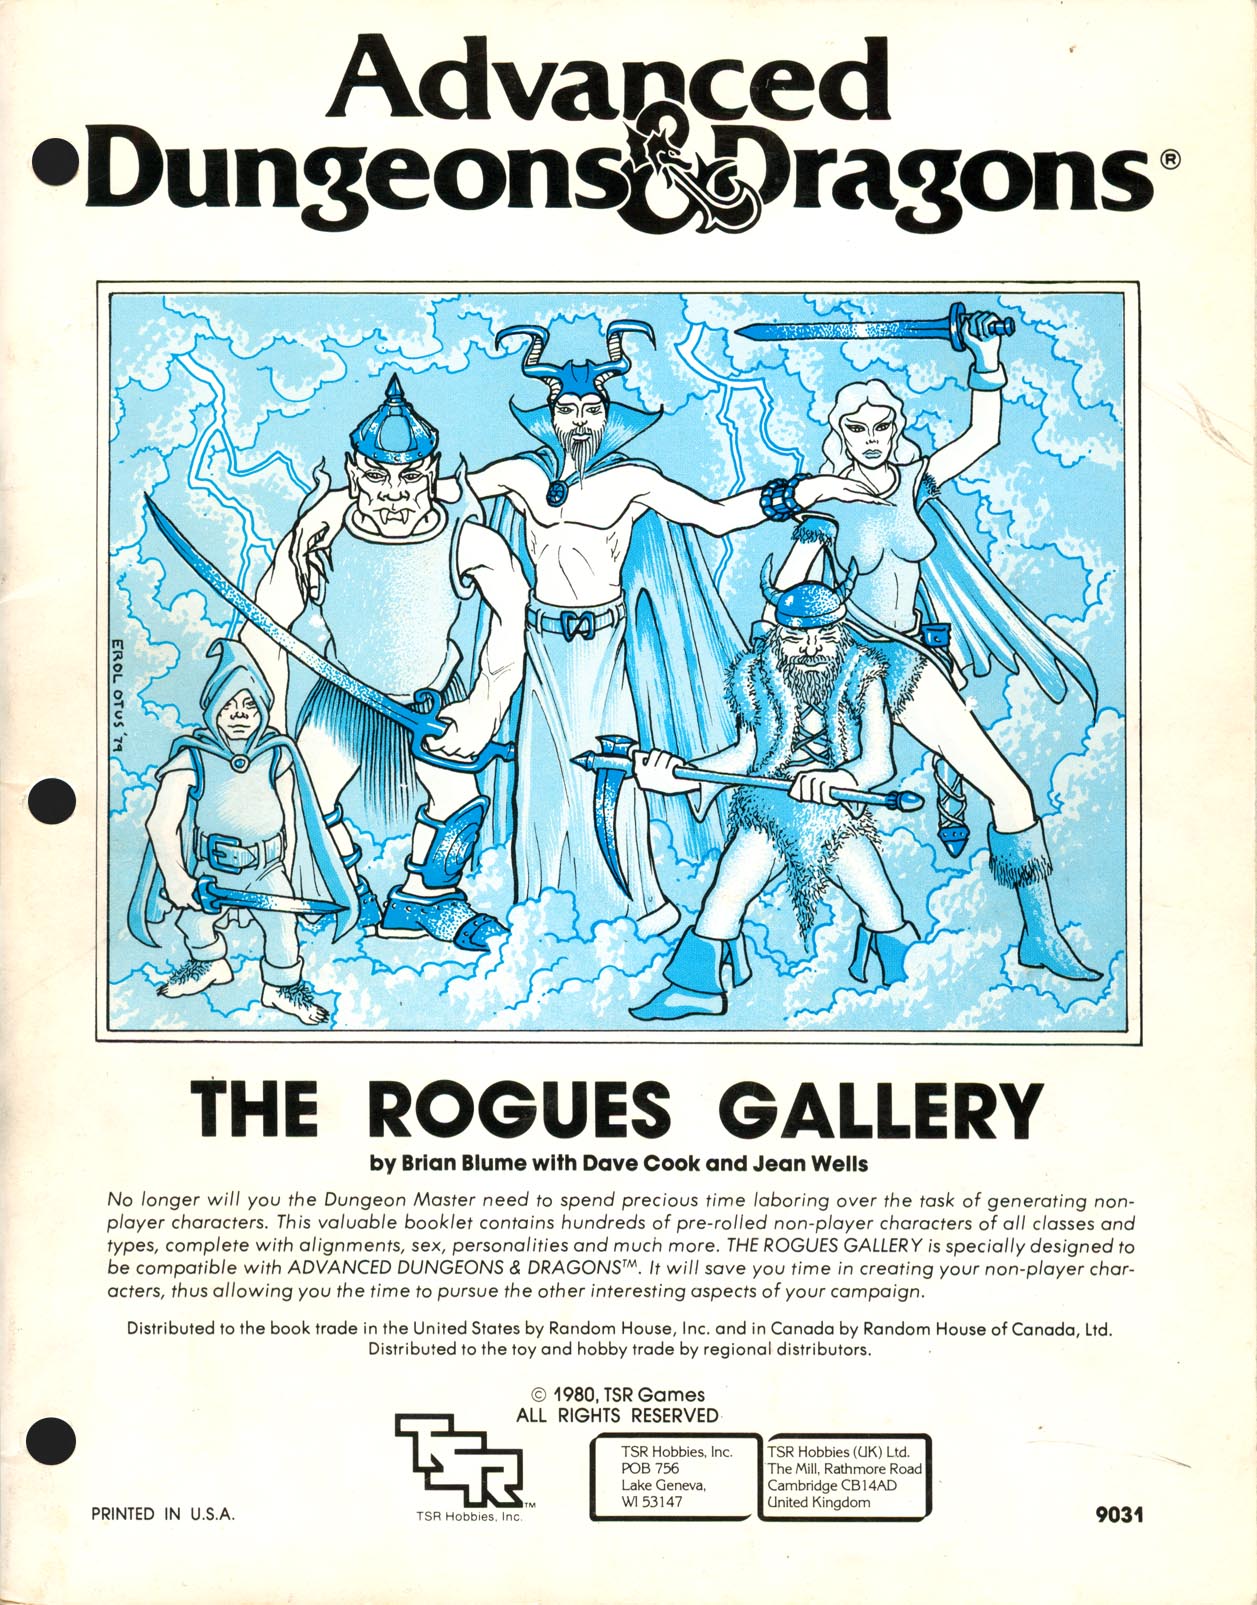 Advanced
Dungeons & Dragons®
EROL OTUS '79
THE ROGUES GALLERY
by Brian Blume with Dave Cook and Jean Wells
No longer will you the Dungeon Master need to spend precious time laboring over the task of generating non-
player characters. This valuable booklet contains hundreds of pre-rolled non-player characters of all classes and
types, complete with alignments, sex, personalities and much more. THE ROGUES GALLERY is specially designed to
be compatible with ADVANCED DUNGEONS & DRAGONS™. It will save you time in creating your non-player char-
acters, thus allowing you the time to pursue the other interesting aspects of your campaign.
Distributed to the book trade in the United States by Random House, Inc. and in Canada by Random House of Canada, Ltd.
Distributed to the toy and hobby trade by regional distributors.
© 1980, TSR Games
ALL RIGHTS RESERVED
TSR™
TSR Hobbies, Inc.
TSR Hobbies, Inc.
POB 756
Lake Geneva,
WI 53147
TSR Hobbies (UK) Ltd.
The Mill, Rathmore Road
Cambridge CB14AD
United Kingdom
PRINTED IN U.S.A.
9031